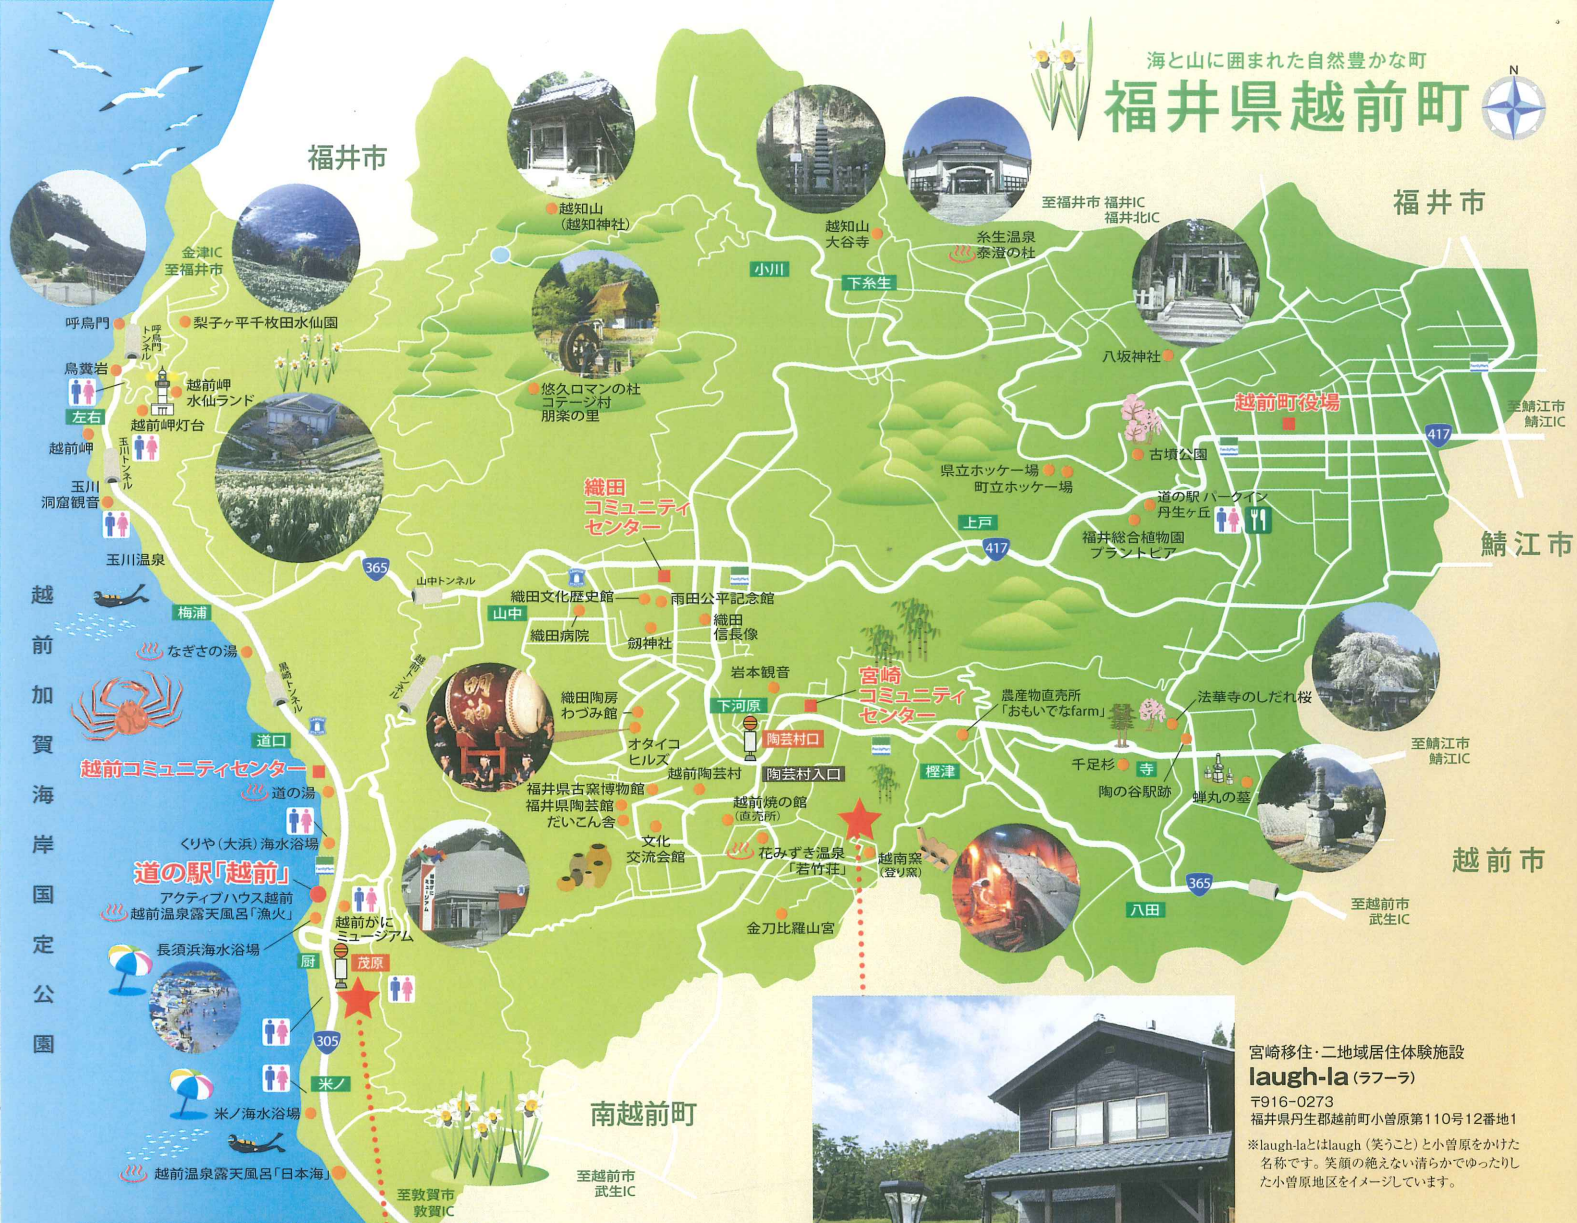 海と山に囲まれた自然豊かな町
福井県越前町
N
福井市
福井市
鯖江市
越前市
南越前町
越前加賀海岸国定公園
越知山
(越知神社)
越知山
大谷寺
糸生温泉
泰澄の杜
至福井市 福井IC
福井北IC
金津IC
至福井市
呼鳥門
呼鳥門
トンネル
梨子ヶ平千枚田水仙園
鳥糞岩
越前岬
水仙ランド
左右
越前岬灯台
越前岬
玉川トンネル
玉川
洞窟観音
玉川温泉
小川
下糸生
悠久ロマンの杜
コテージ村
朋楽の里
八坂神社
越前町役場
至鯖江市
鯖江IC
417
古墳公園
県立ホッケー場
町立ホッケー場
道の駅 パークイン
丹生ヶ丘
福井総合植物園
プラントピア
上戸
417
織田
コミュニティ
センター
365
山中トンネル
山中
FamilyMart
織田文化歴史館
雨田公平記念館
織田病院
劔神社
織田
信長像
梅浦
なぎさの湯
黒崎トンネル
越前トンネル
岩本観音
宮崎
コミュニティ
センター
織田陶房
わづみ館
下河原
陶芸村口
陶芸村入口
オタイコ
ヒルズ
明神
農産物直売所
「おもいでなfarm」
法華寺のしだれ桜
樫津
千足杉
寺
陶の谷駅跡
蝉丸の墓
至鯖江市
鯖江IC
道口
越前コミュニティセンター
道の湯
くりや(大浜)海水浴場
道の駅「越前」
アクティブハウス越前
越前温泉露天風呂「漁火」
越前がに
ミュージアム
長須浜海水浴場
厨
茂原
305
米ノ
米ノ海水浴場
越前温泉露天風呂「日本海」
福井県古窯博物館
越前陶芸村
福井県陶芸館
だいこん舎
越前焼の館
(直売所)
文化
交流会館
花みずき温泉
「若竹荘」
越南窯
(登り窯)
金刀比羅山宮
365
八田
至越前市
武生IC
至越前市
武生IC
至敦賀市
敦賀IC
宮崎移住・二地域居住体験施設
laugh-la(ラフーラ)
〒916-0273
福井県丹生郡越前町小曽原第110号12番地1
※laugh-laとはlaugh(笑うこと)と小曽原をかけた
名称です。笑顔の絶えない清らかでゆったりし
た小曽原地区をイメージしています。